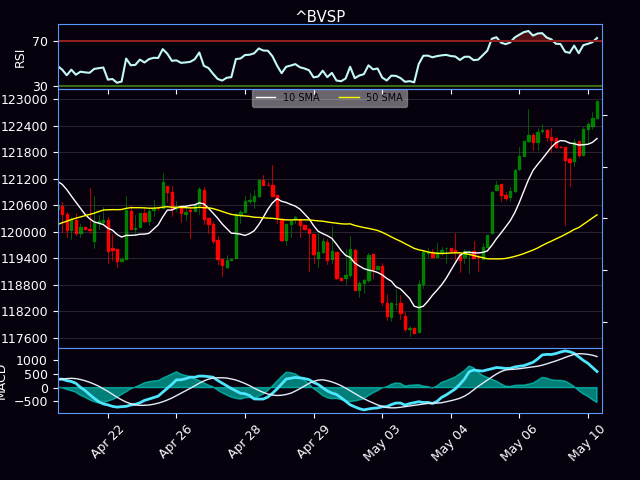 ^BVSP
RSI
70
30
10 SMA
50 SMA
123000
122400
121800
121200
120600
120000
119400
118800
118200
117600
MACD
1000
500
0
−500
Apr 22
Apr 26
Apr 28
Apr 29
May 03
May 04
May 06
May 10